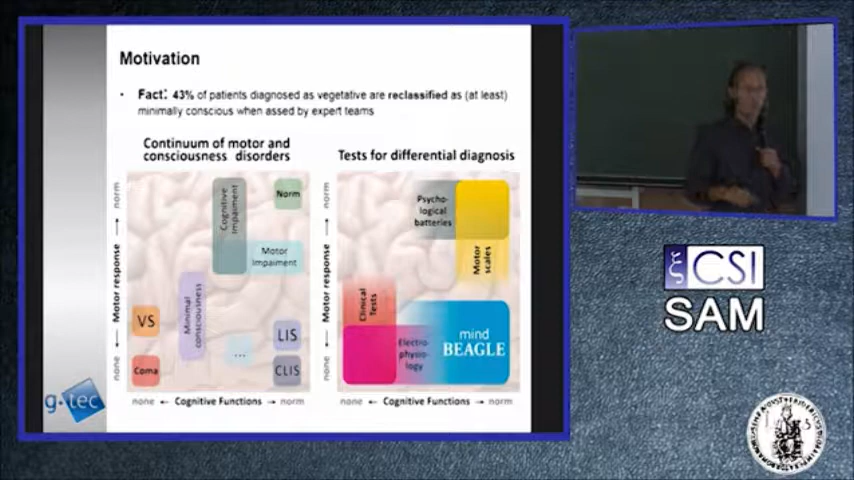 Motivation
• Fact: 43% of patients diagnosed as vegetative are reclassified as (at least)
minimally conscious when assed by expert teams
Continuum of motor and
consciousness disorders
norm
Motor response
none
Cognitive Impaiment
Norm
Motor
Impaiment
Minimal
consciousness
VS
LIS
...
Coma
CLIS
none ← Cognitive Functions → norm
Tests for differential diagnosis
norm
Motor response
none
Psycho-
logical
batteries
Motor
scales
Clinical
Tests
Electro-
physio-
logy
mind
BEAGLE
none ← Cognitive Functions → norm
g.tec
CSI
SAM